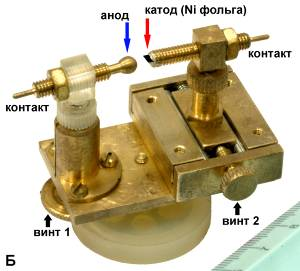 анод
катод (Ni фольга)
контакт
контакт
винт 1
винт 2
Б